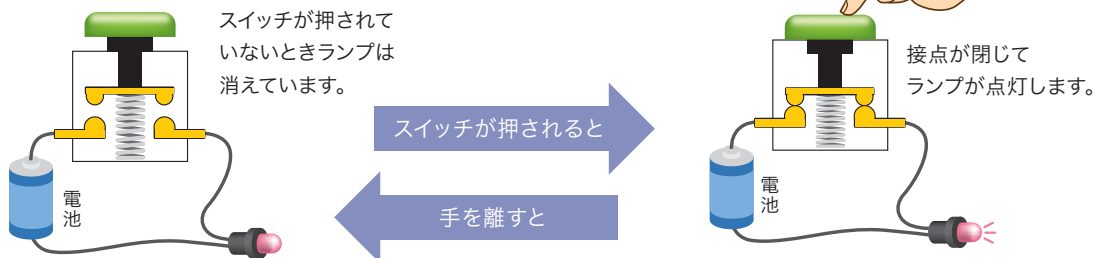 スイッチが押されて
いないときランプは
消えています。
電池
スイッチが押されると
手を離すと
接点が閉じて
ランプが点灯します。
電池